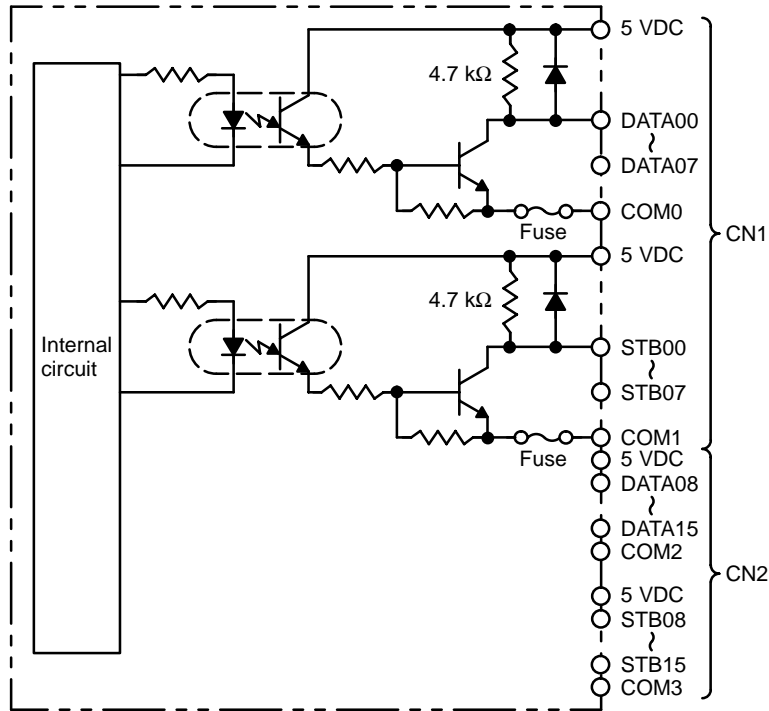 5 VDC
4.7 kΩ
DATA00
~
DATA07
COM0
Fuse
CN1
5 VDC
4.7 kΩ
Internal
circuit
STB00
~
STB07
COM1
Fuse
5 VDC
DATA08
~
DATA15
COM2
CN2
5 VDC
STB08
~
STB15
COM3